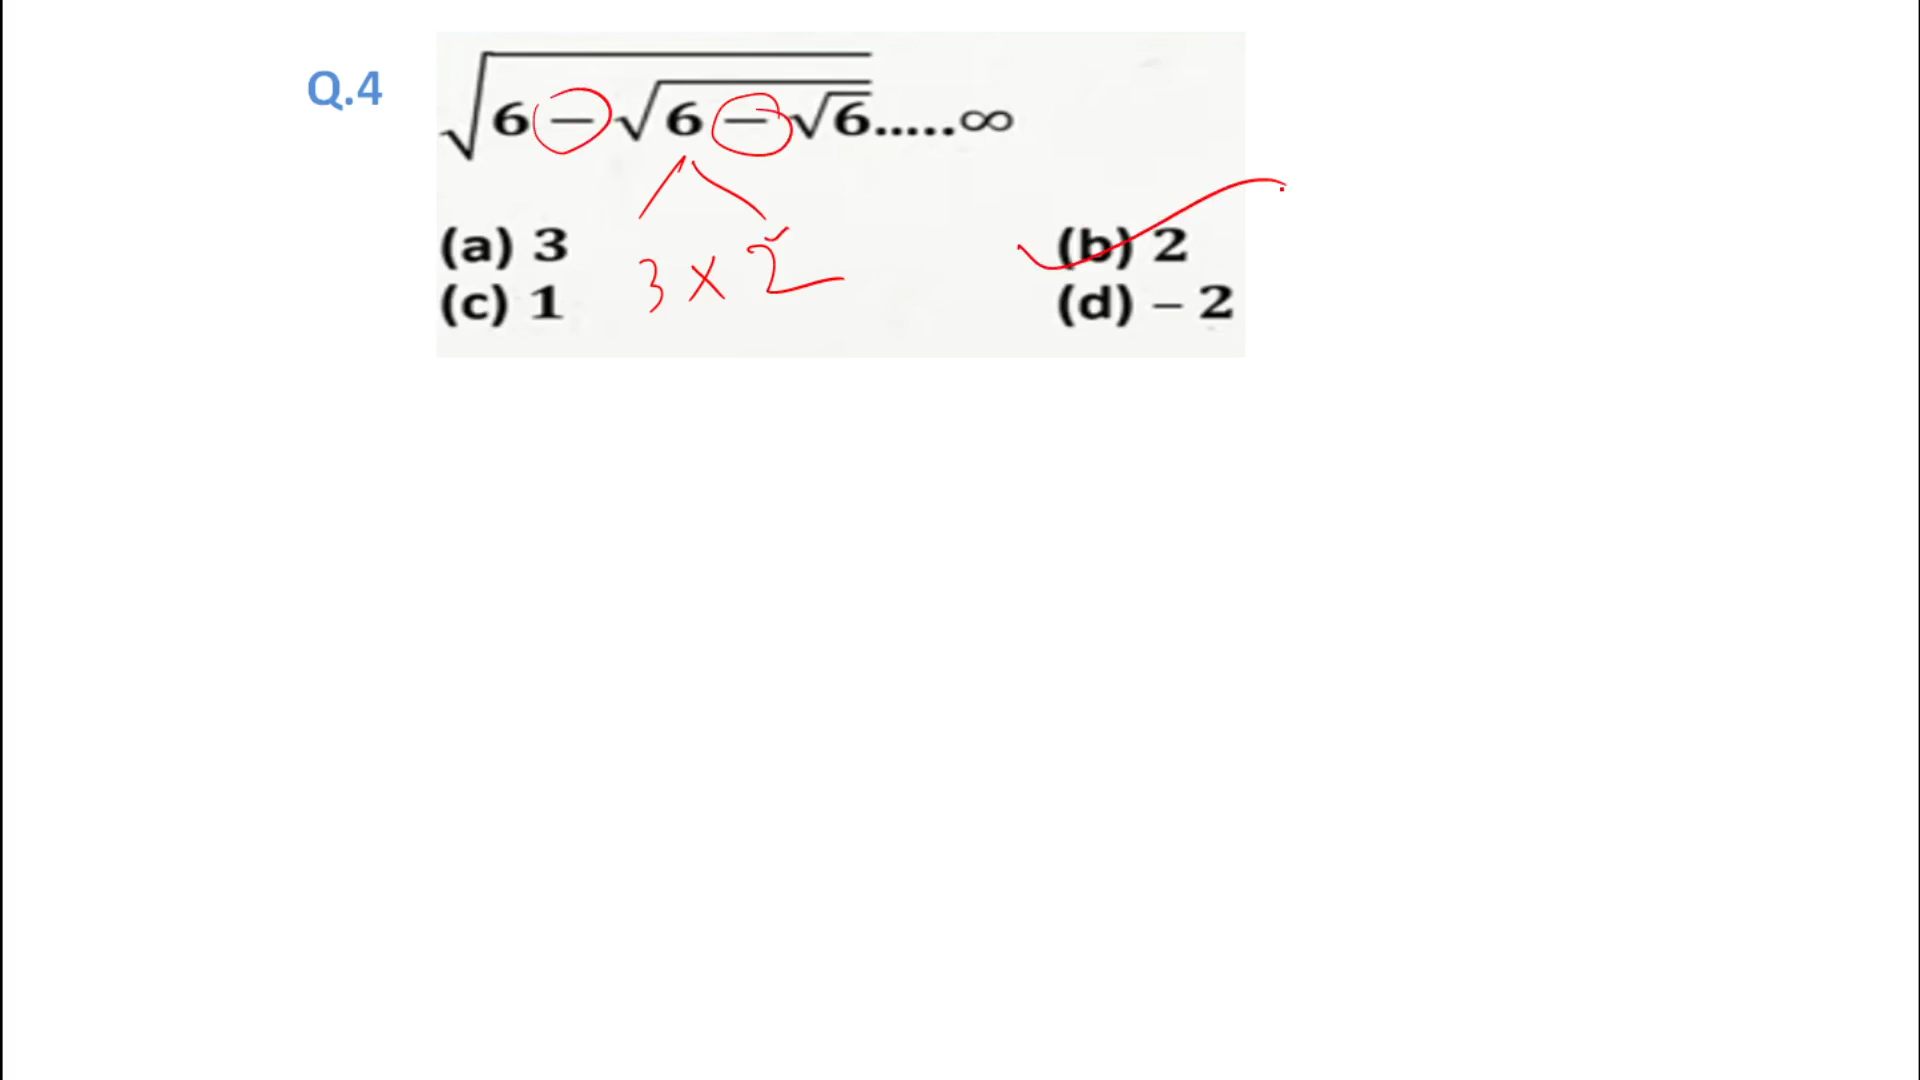 Q.4 √6 − √6 − √6.....∞
(a) 3 (b) 2
3 × 2
(c) 1 (d) – 2